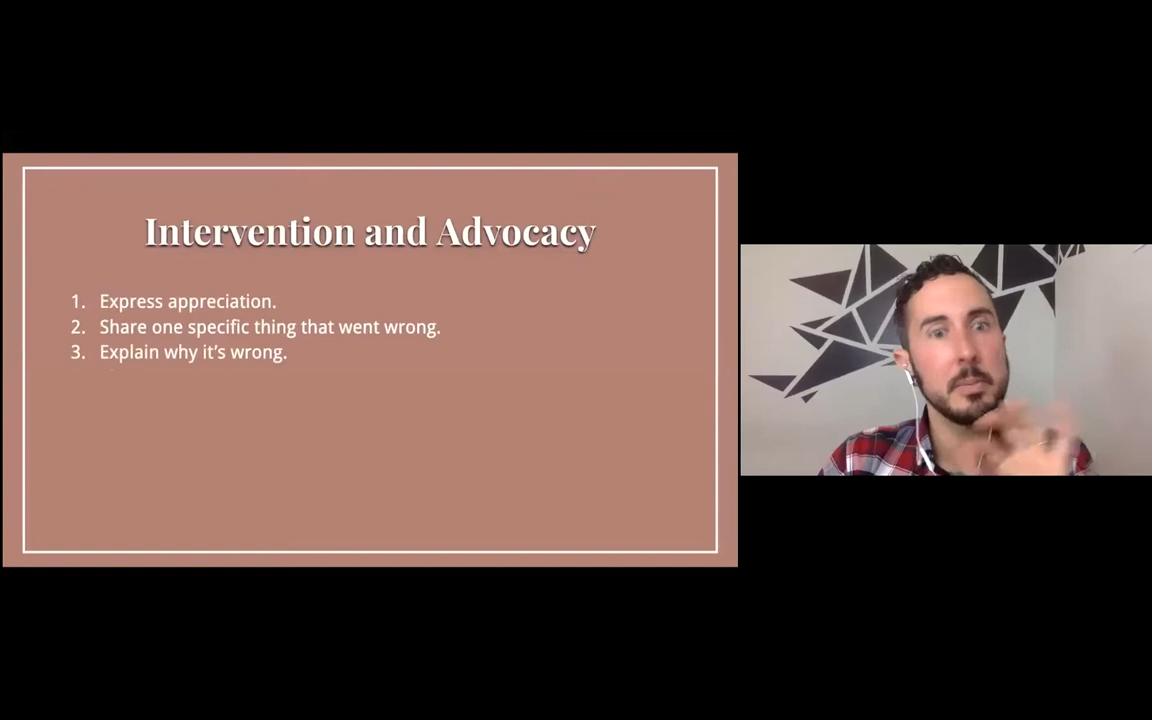 Intervention and Advocacy
1. Express appreciation.
2. Share one specific thing that went wrong.
3. Explain why it’s wrong.